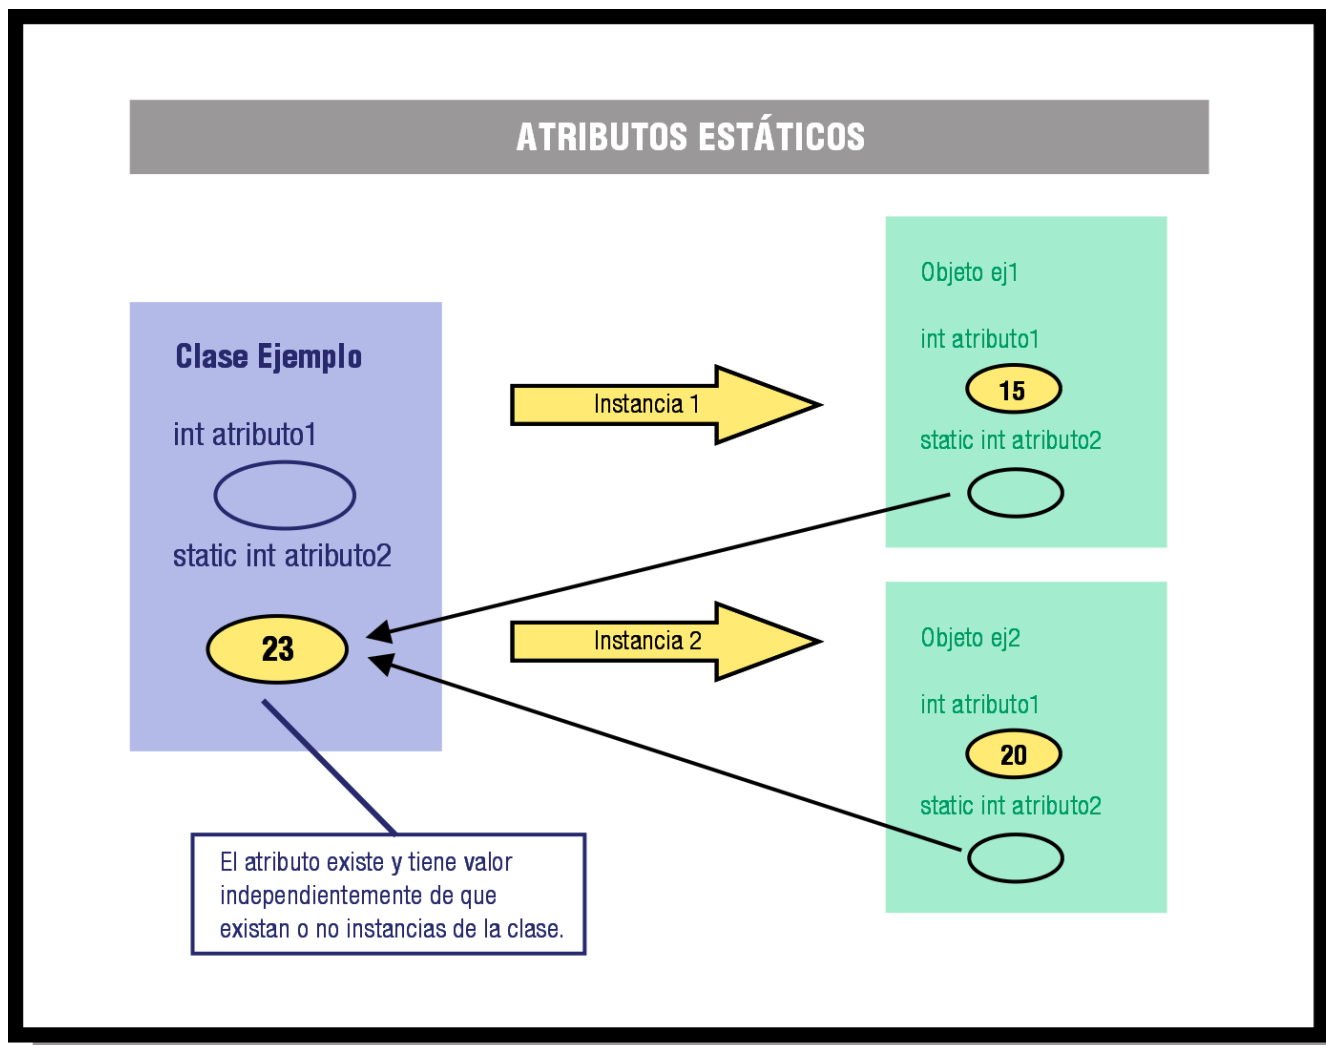 ATRIBUTOS ESTÁTICOS
Clase Ejemplo
int atributo1
static int atributo2
23
El atributo existe y tiene valor
independientemente de que
existan o no instancias de la clase.
Instancia 1
Instancia 2
Objeto ej1
int atributo1
15
static int atributo2
Objeto ej2
int atributo1
20
static int atributo2